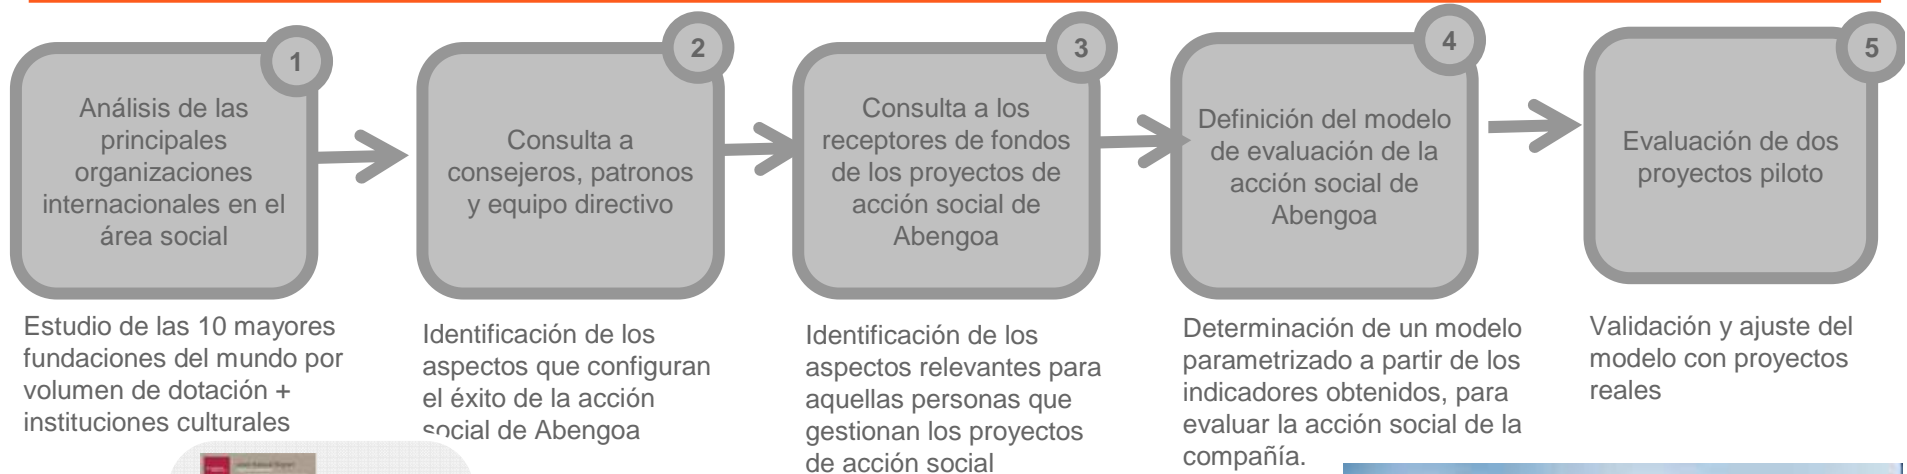 1
Análisis de las
principales
organizaciones
internacionales en el
área social
Estudio de las 10 mayores
fundaciones del mundo por
volumen de dotación +
instituciones culturales
2
Consulta a
consejeros, patronos
y equipo directivo
Identificación de los
aspectos que configuran
el éxito de la acción
social de Abengoa
3
Consulta a los
receptores de fondos
de los proyectos de
acción social de
Abengoa
Identificación de los
aspectos relevantes para
aquellas personas que
gestionan los proyectos
de acción social
4
Definición del modelo
de evaluación de la
acción social de
Abengoa
Determinación de un modelo
parametrizado a partir de los
indicadores obtenidos, para
evaluar la acción social de la
compañía.
5
Evaluación de dos
proyectos piloto
Validación y ajuste del
modelo con proyectos
reales